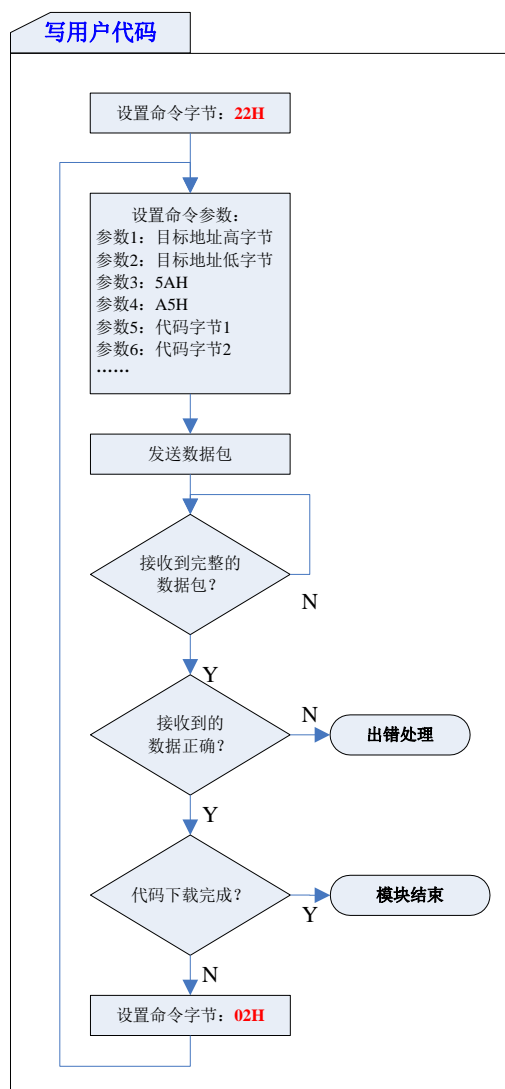 写用户代码
设置命令字节：22H
设置命令参数：
参数1：目标地址高字节
参数2：目标地址低字节
参数3：5AH
参数4：A5H
参数5：代码字节1
参数6：代码字节2
……
发送数据包
接收到完整的
数据包？
N
Y
接收到的
数据正确？
N
出错处理
Y
代码下载完成？
Y
模块结束
N
设置命令字节：02H